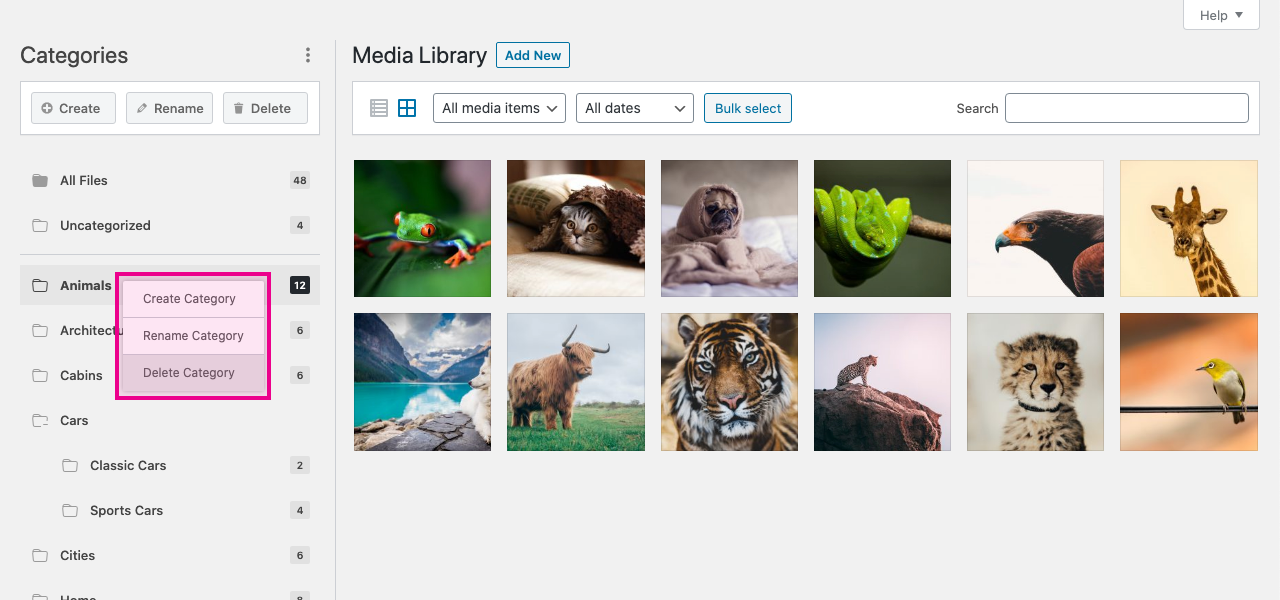 Help
Categories
Media Library
Add New
Create
Rename
Delete
All media items
All dates
Bulk select
Search
All Files
48
Uncategorized
4
Animals
12
Create Category
Architectu
6
Rename Category
Cabins
6
Delete Category
Cars
Classic Cars
2
Sports Cars
4
Cities
6
Home
8